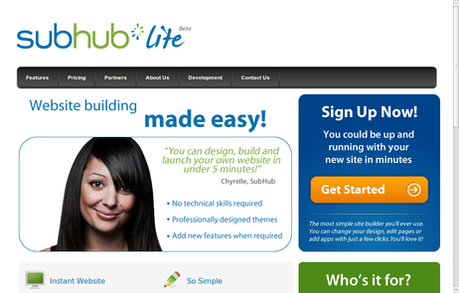 subhub lite
Beta
Features Pricing Partners About Us Development Contact Us
Website building
made easy!
"You can design, build and
launch your own website in
under 5 minutes!"
Chyrelle, SubHub
• No technical skills required
• Professionally designed themes
• Add new features when required
Sign Up Now!
You could be up and
running with your
new site in minutes
Get Started
The most simple site builder you'll ever use.
You can change your design, edit pages or
add apps with just a few clicks. You'll love it!
Instant Website
So Simple
Who's it for?